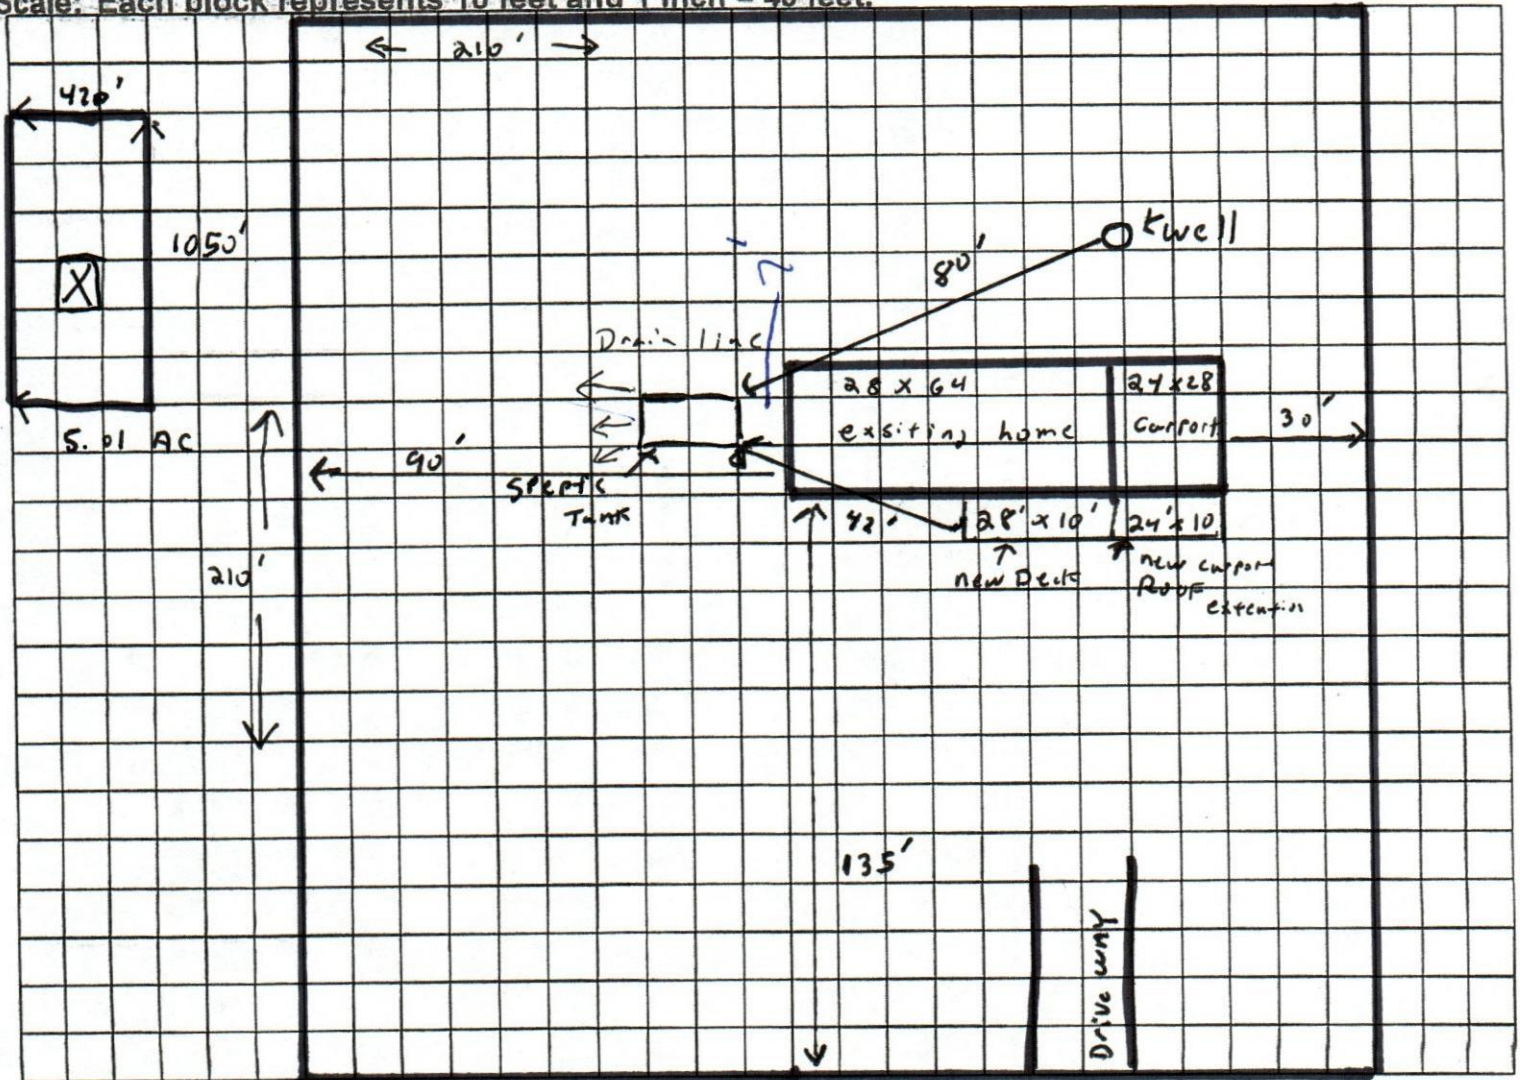 Scale: Each block represents 10 feet and 1 inch = 40 feet.
210'
420'
1050'
X
5.01 AC
well
80'
Drain line
28 x 64
exsiting home
24x28
Carport
30'
90'
Speptic
Tank
42'
28' x 10'
24' x 10
new Deck
new carport
Roof
extention
210'
135'
Drive way